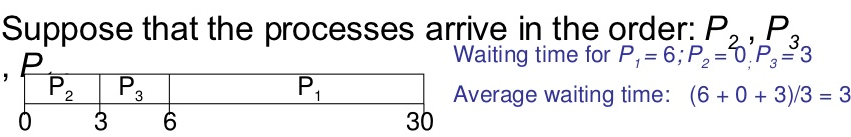 Suppose that the processes arrive in the order: P2 , P3
, P
Waiting time for P1 = 6; P2 = 0; P3 = 3
P2 P3 P1
Average waiting time: (6 + 0 + 3)/3 = 3
0 3 6 30